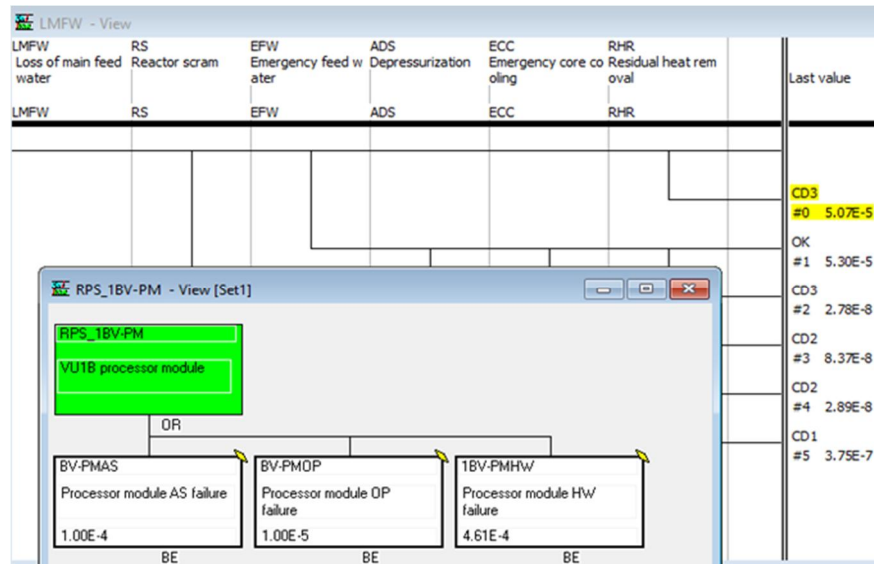 LMFW - View
LMFW RS EFW ADS ECC RHR
Loss of main feed Reactor scram Emergency feed w Depressurization Emergency core co Residual heat rem
water ater oling oval Last value
LMFW RS EFW ADS ECC RHR
CD3
#0 5.07E-5
OK
#1 5.30E-5
CD3
#2 2.78E-8
CD2
#3 8.37E-8
CD2
#4 2.89E-8
CD1
#5 3.75E-7
RPS_1BV-PM - View [Set1]
RPS_1BV-PM
VU1B processor module
OR
BV-PMAS BV-PMOP 1BV-PMHW
Processor module AS failure Processor module OP Processor module HW
failure failure
1.00E-4 1.00E-5 4.61E-4
BE BE BE